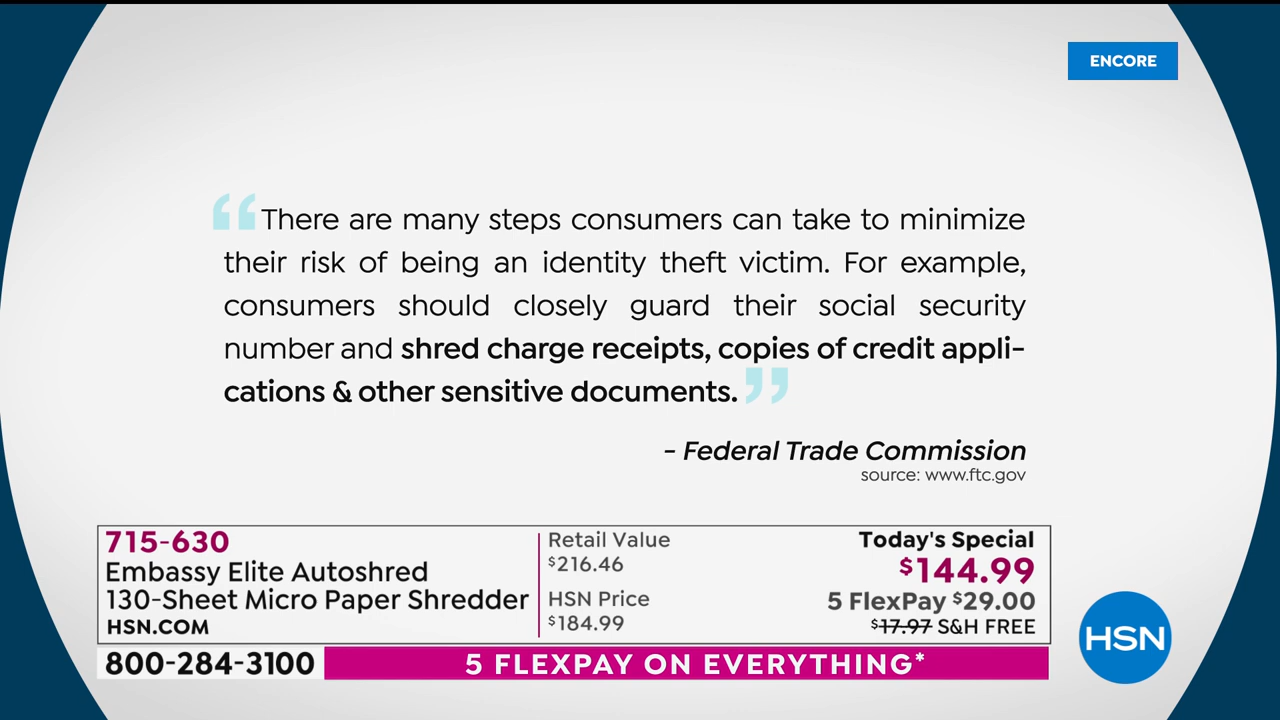 ENCORE
“There are many steps consumers can take to minimize
their risk of being an identity theft victim. For example,
consumers should closely guard their social security
number and shred charge receipts, copies of credit appli-
cations & other sensitive documents.”
– Federal Trade Commission
source: www.ftc.gov
715-630
Embassy Elite Autoshred
130-Sheet Micro Paper Shredder
HSN.COM
Retail Value
$216.46
HSN Price
$184.99
Today's Special
$144.99
5 FlexPay $29.00
$17.97 S&H FREE
HSN
800-284-3100
5 FLEXPAY ON EVERYTHING*